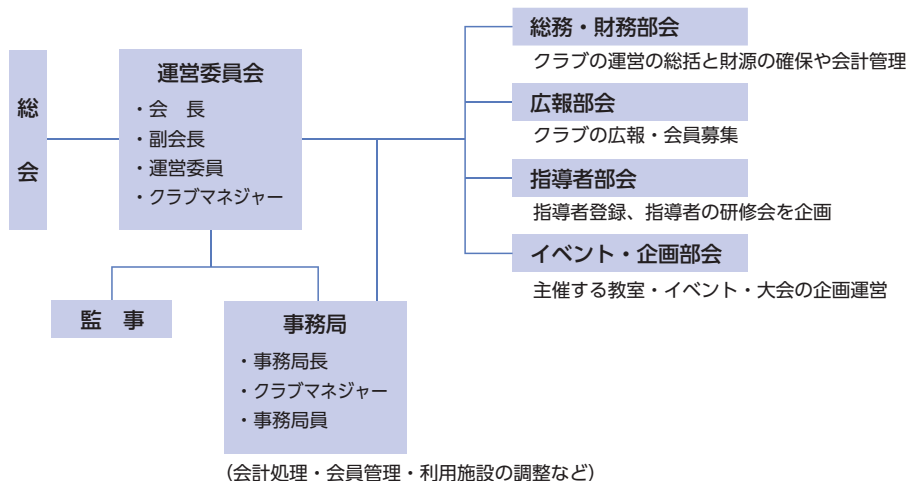 総会
運営委員会
・会　長
・副会長
・運営委員
・クラブマネジャー
監　事
事務局
・事務局長
・クラブマネジャー
・事務局員
(会計処理・会員管理・利用施設の調整など)
総務・財務部会
クラブの運営の総括と財源の確保や会計管理
広報部会
クラブの広報・会員募集
指導者部会
指導者登録、指導者の研修会を企画
イベント・企画部会
主催する教室・イベント・大会の企画運営